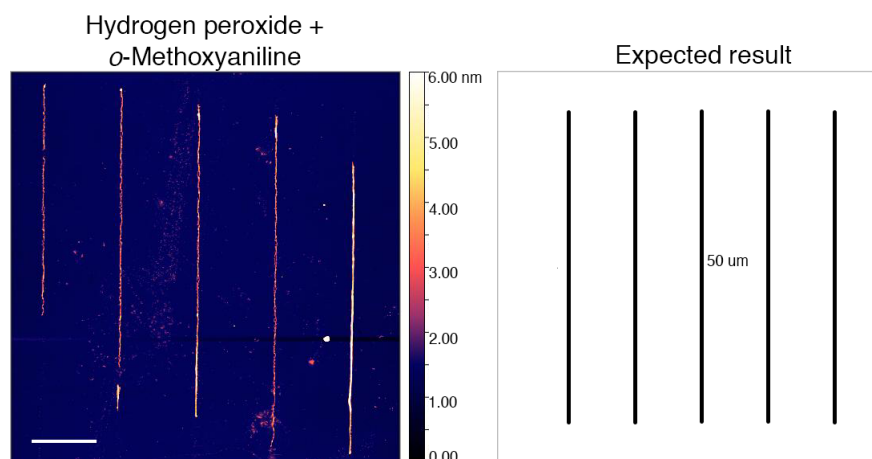 Hydrogen peroxide +
o-Methoxyaniline
Expected result
6.00 nm
5.00
4.00
3.00
2.00
1.00
0.00
50 um